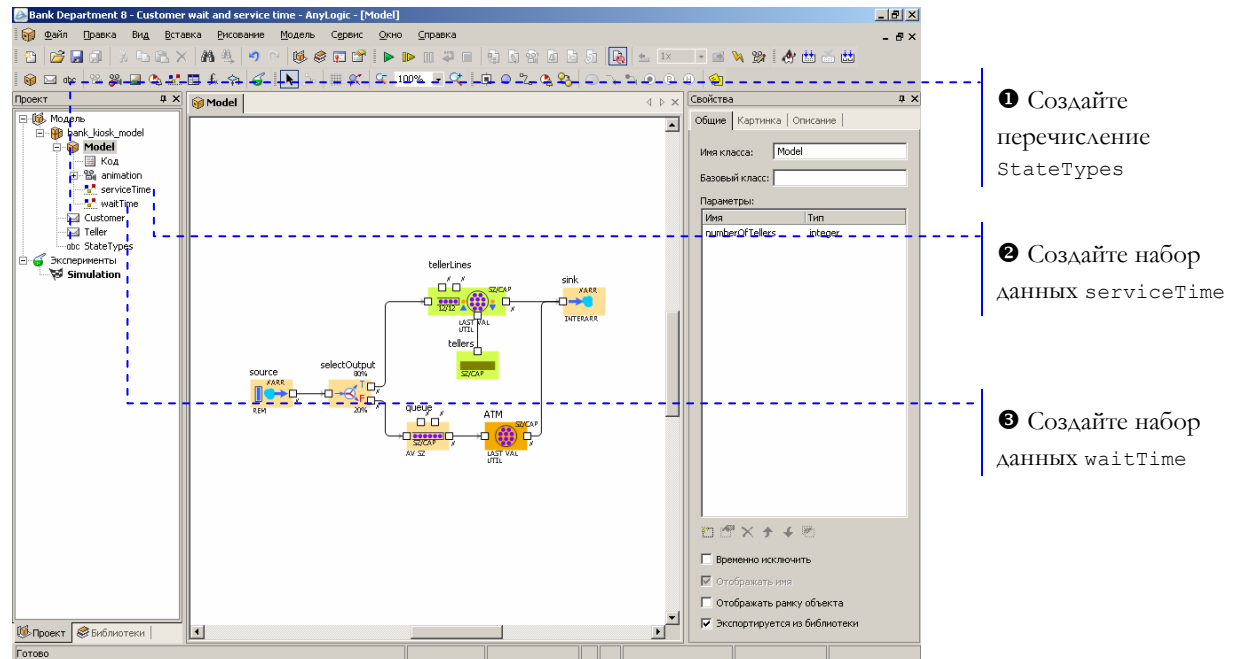 Bank Department 8 - Customer wait and service time - AnyLogic - [Model]
Файл Правка Вид Вставка Рисование Модель Сервис Окно Справка
1x
abc 100%
Проект
Модель
bank_kiosk_model
Model
Код
animation
serviceTime
waitTime
Customer
Teller
abc StateTypes
Эксперименты
Simulation
Проект Библиотеки
Готово
Model
tellerLines
SZ/CAP
12/12
LAST VAL
UTIL
sink
#ARR
INTERARR
tellers
SZ/CAP
source
#ARR
REM
selectOutput
80%
T
F
20%
queue
SZ/CAP
AV SZ
ATM
SZ/CAP
LAST VAL
UTIL
Свойства
Общие Картинка Описание
Имя класса: Model
Базовый класс:
Параметры:
Имя Тип
numberOfTellers integer
Временно исключить
Отображать имя
Отображать рамку объекта
Экспортируется из библиотеки
❶ Создайте
перечисление
StateTypes
❷ Создайте набор
данных serviceTime
❸ Создайте набор
данных waitTime